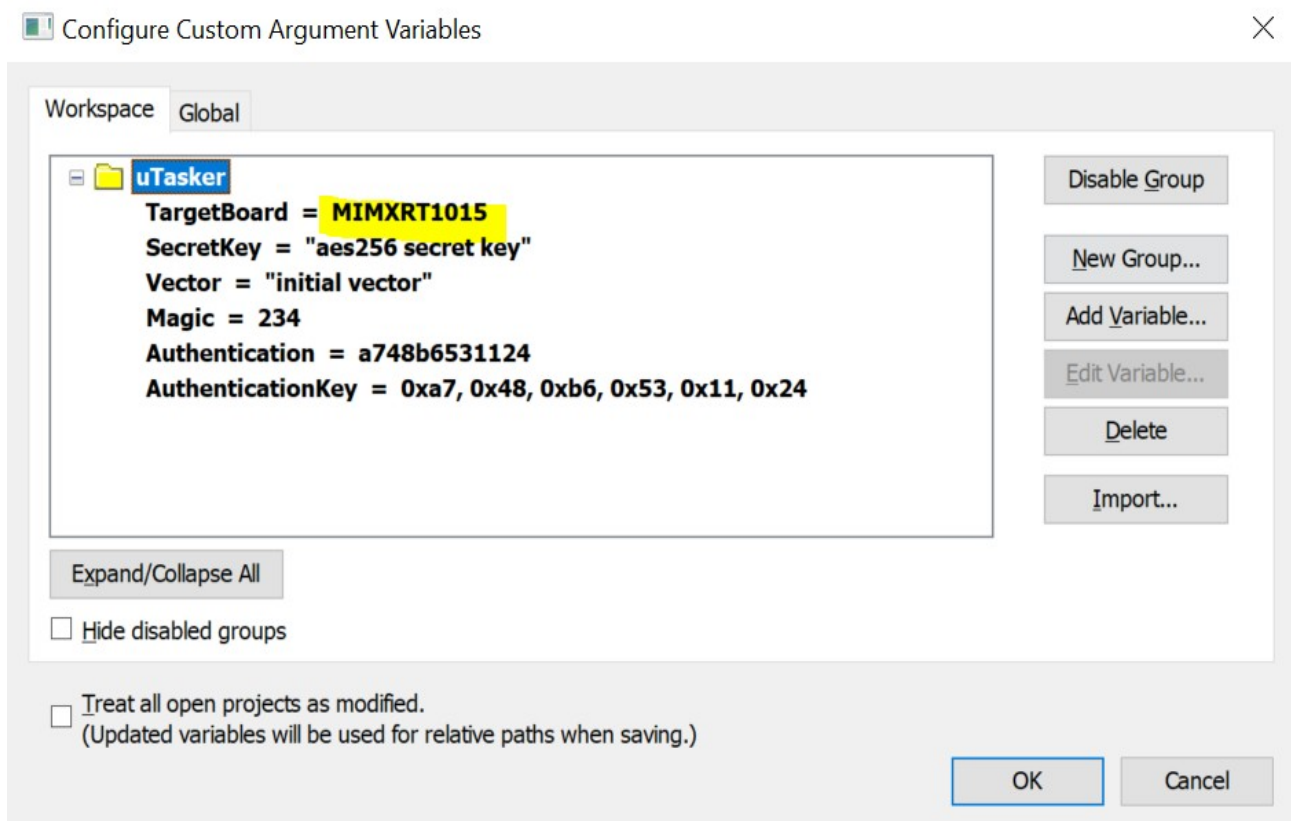 Configure Custom Argument Variables
Workspace
Global
uTasker
TargetBoard = MIMXRT1015
SecretKey = "aes256 secret key"
Vector = "initial vector"
Magic = 234
Authentication = a748b6531124
AuthenticationKey = 0xa7, 0x48, 0xb6, 0x53, 0x11, 0x24
Disable Group
New Group...
Add Variable...
Edit Variable...
Delete
Import...
Expand/Collapse All
Hide disabled groups
Treat all open projects as modified.
(Updated variables will be used for relative paths when saving.)
OK
Cancel